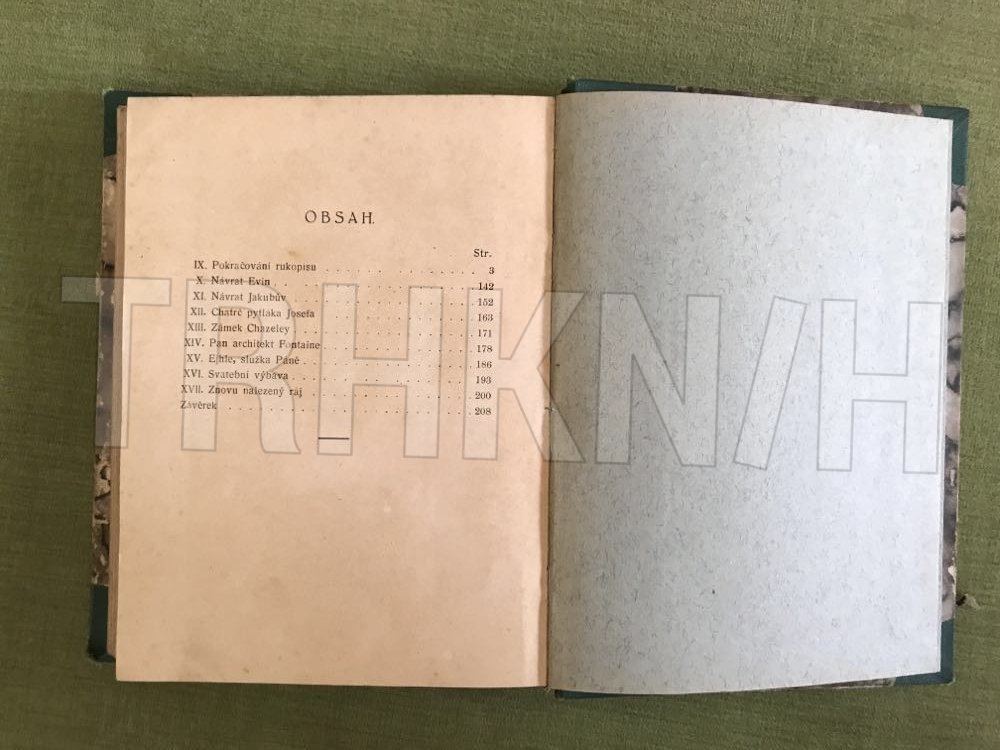 OBSAH.
Str.
IX. Pokračování rukopisu 3
X. Návrat Evin 142
XI. Návrat Jakubův 152
XII. Chatrč pytláka Josefa 163
XIII. Zámek Chazeley 171
XIV. Pan architekt Fontaine 178
XV. Ejhle, služka Páně 186
XVI. Svatební výbava 193
XVII. Znovu nalezený ráj 200
Závěrek 208
TRHKNIH